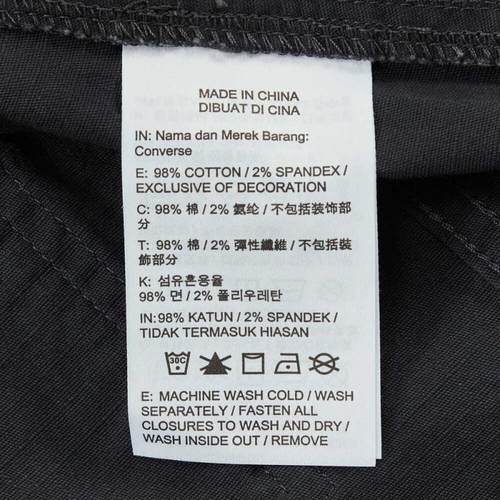 MADE IN CHINA
DIBUAT DI CINA
IN: Nama dan Merek Barang:
Converse
E: 98% COTTON / 2% SPANDEX /
EXCLUSIVE OF DECORATION
C: 98% 棉 / 2% 氨纶 / 不包括装饰部
分
T: 98% 棉 / 2% 彈性纖維 / 不包括裝
飾部分
K: 섬유혼용율
98% 면 / 2% 폴리우레탄
IN: 98% KATUN / 2% SPANDEK /
TIDAK TERMASUK HIASAN
30C
E: MACHINE WASH COLD / WASH
SEPARATELY / FASTEN ALL
CLOSURES TO WASH AND DRY /
WASH INSIDE OUT / REMOVE